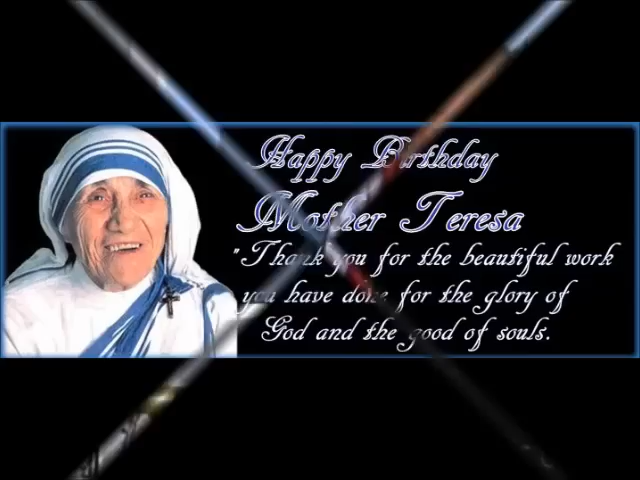 Happy Birthday
Mother Teresa
"Thank you for the beautiful work
you have done for the glory of
God and the good of souls.